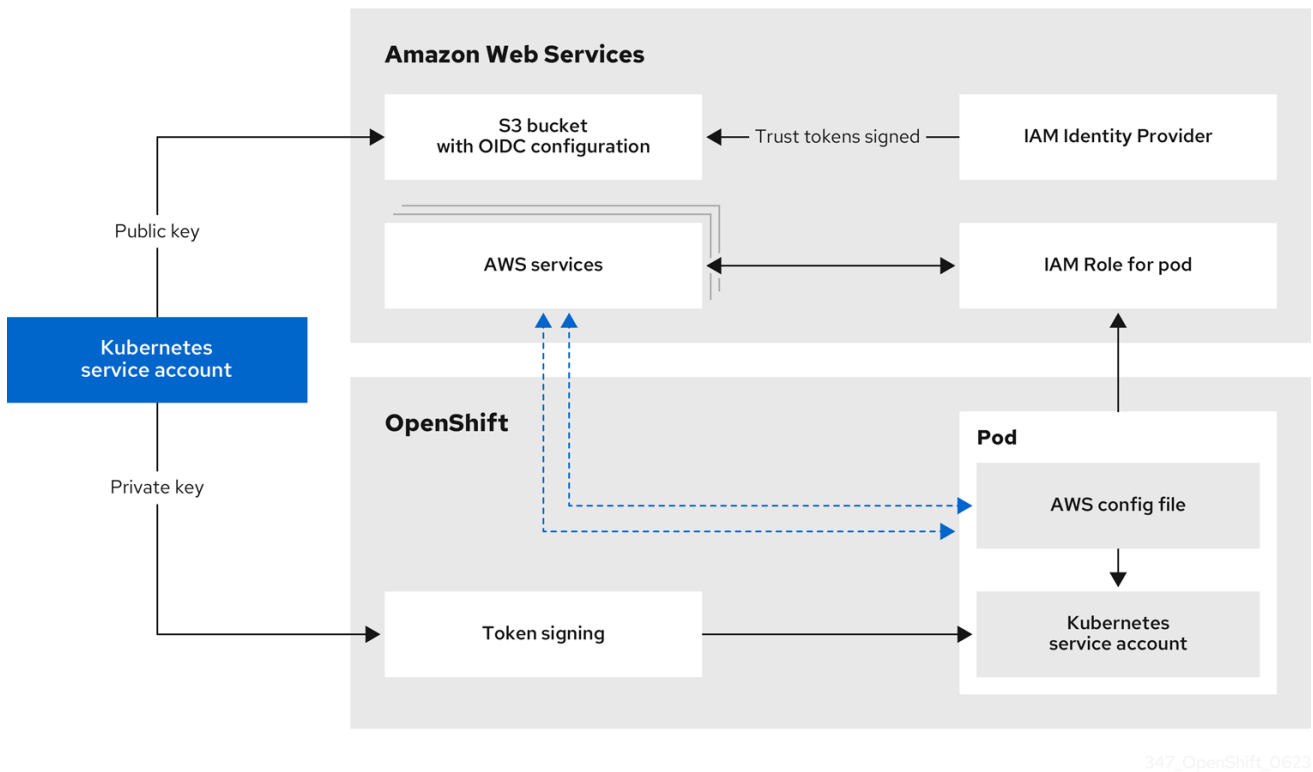 Amazon Web Services
S3 bucket
with OIDC configuration
Trust tokens signed
IAM Identity Provider
Public key
AWS services
IAM Role for pod
Kubernetes
service account
OpenShift
Pod
Private key
AWS config file
Token signing
Kubernetes
service account
347_OpenShift_0623